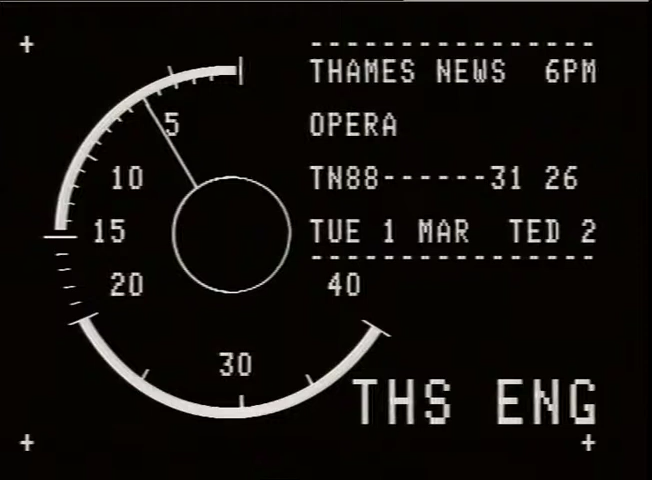 THAMES NEWS 6PM
OPERA
TN88------31 26
TUE 1 MAR TED 2
5
10
15
20
30
40
THS ENG